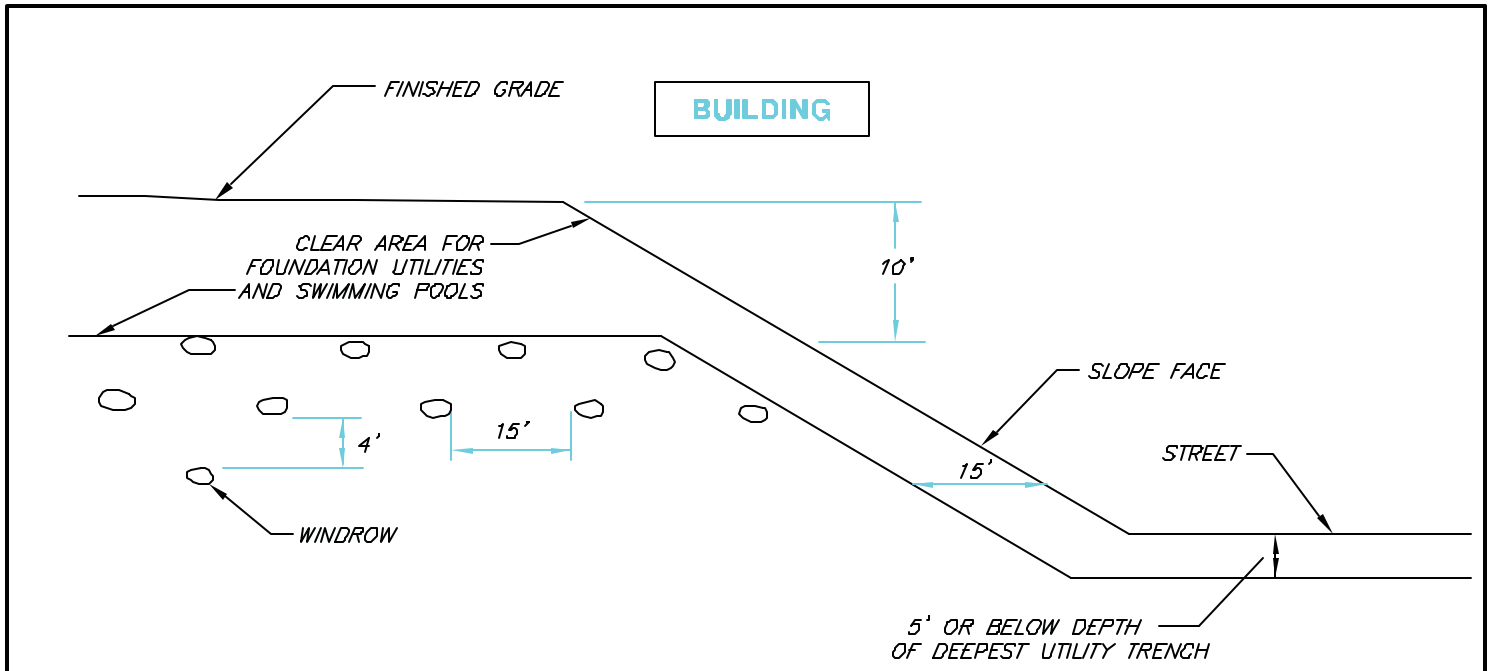 FINISHED GRADE
BUILDING
CLEAR AREA FOR
FOUNDATION UTILITIES
AND SWIMMING POOLS
10'
SLOPE FACE
4'
15'
15'
STREET
WINDROW
5' OR BELOW DEPTH
OF DEEPEST UTILITY TRENCH